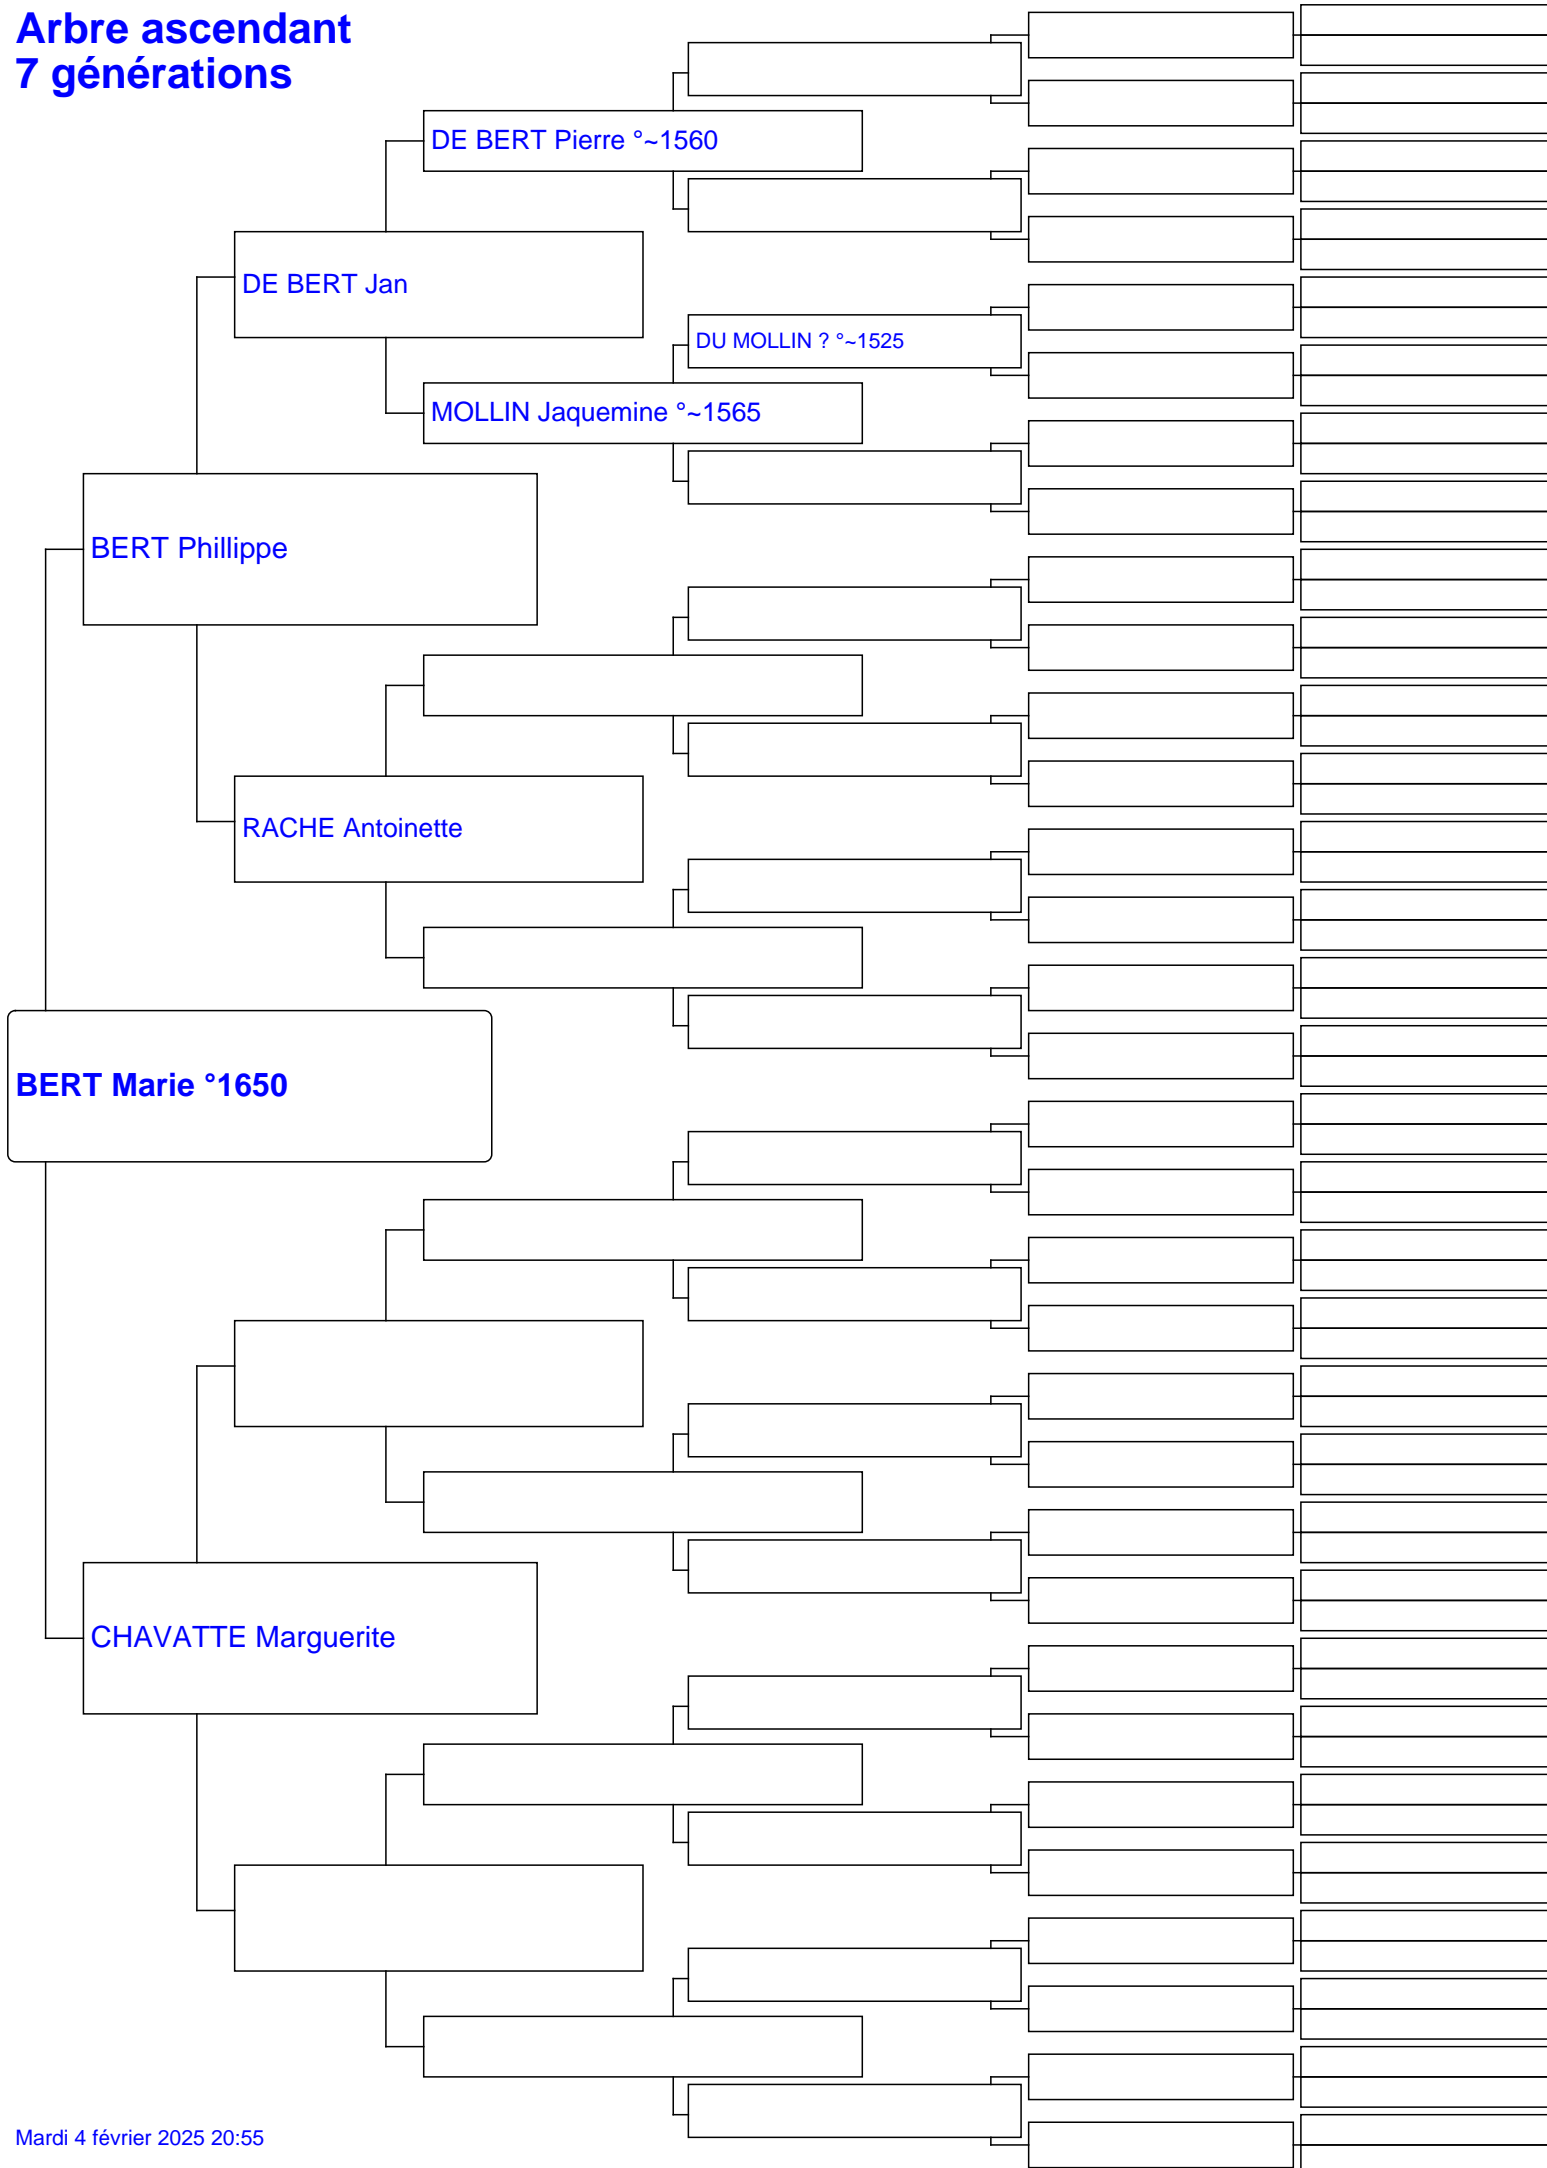 Arbre ascendant
7 générations
DE BERT Pierre °~1560
DE BERT Jan
DU MOLLIN ? °~1525
MOLLIN Jaquemine °~1565
BERT Phillippe
RACHE Antoinette
BERT Marie °1650
CHAVATTE Marguerite
Mardi 4 février 2025 20:55